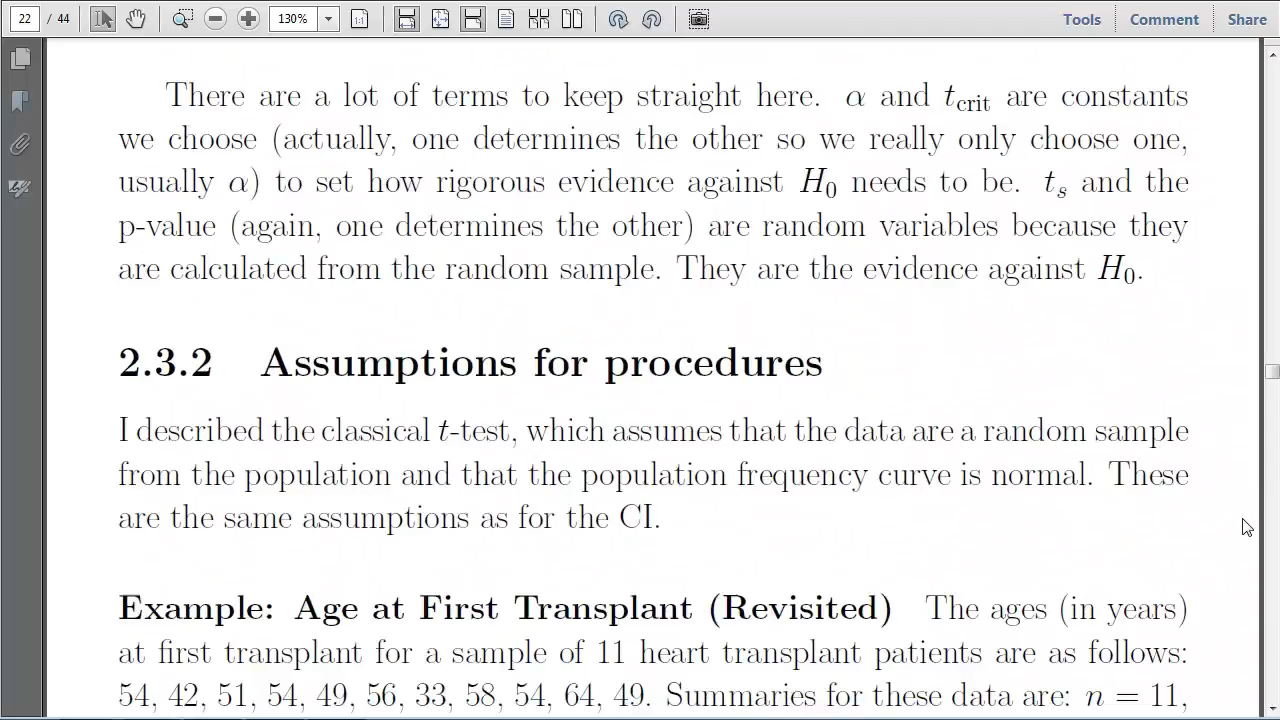 22 / 44 130% Tools Comment Share
There are a lot of terms to keep straight here. α and t_crit are constants
we choose (actually, one determines the other so we really only choose one,
usually α) to set how rigorous evidence against H₀ needs to be. t_s and the
p-value (again, one determines the other) are random variables because they
are calculated from the random sample. They are the evidence against H₀.
2.3.2 Assumptions for procedures
I described the classical t-test, which assumes that the data are a random sample
from the population and that the population frequency curve is normal. These
are the same assumptions as for the CI.
Example: Age at First Transplant (Revisited) The ages (in years)
at first transplant for a sample of 11 heart transplant patients are as follows:
54, 42, 51, 54, 49, 56, 33, 58, 54, 64, 49. Summaries for these data are: n = 11,